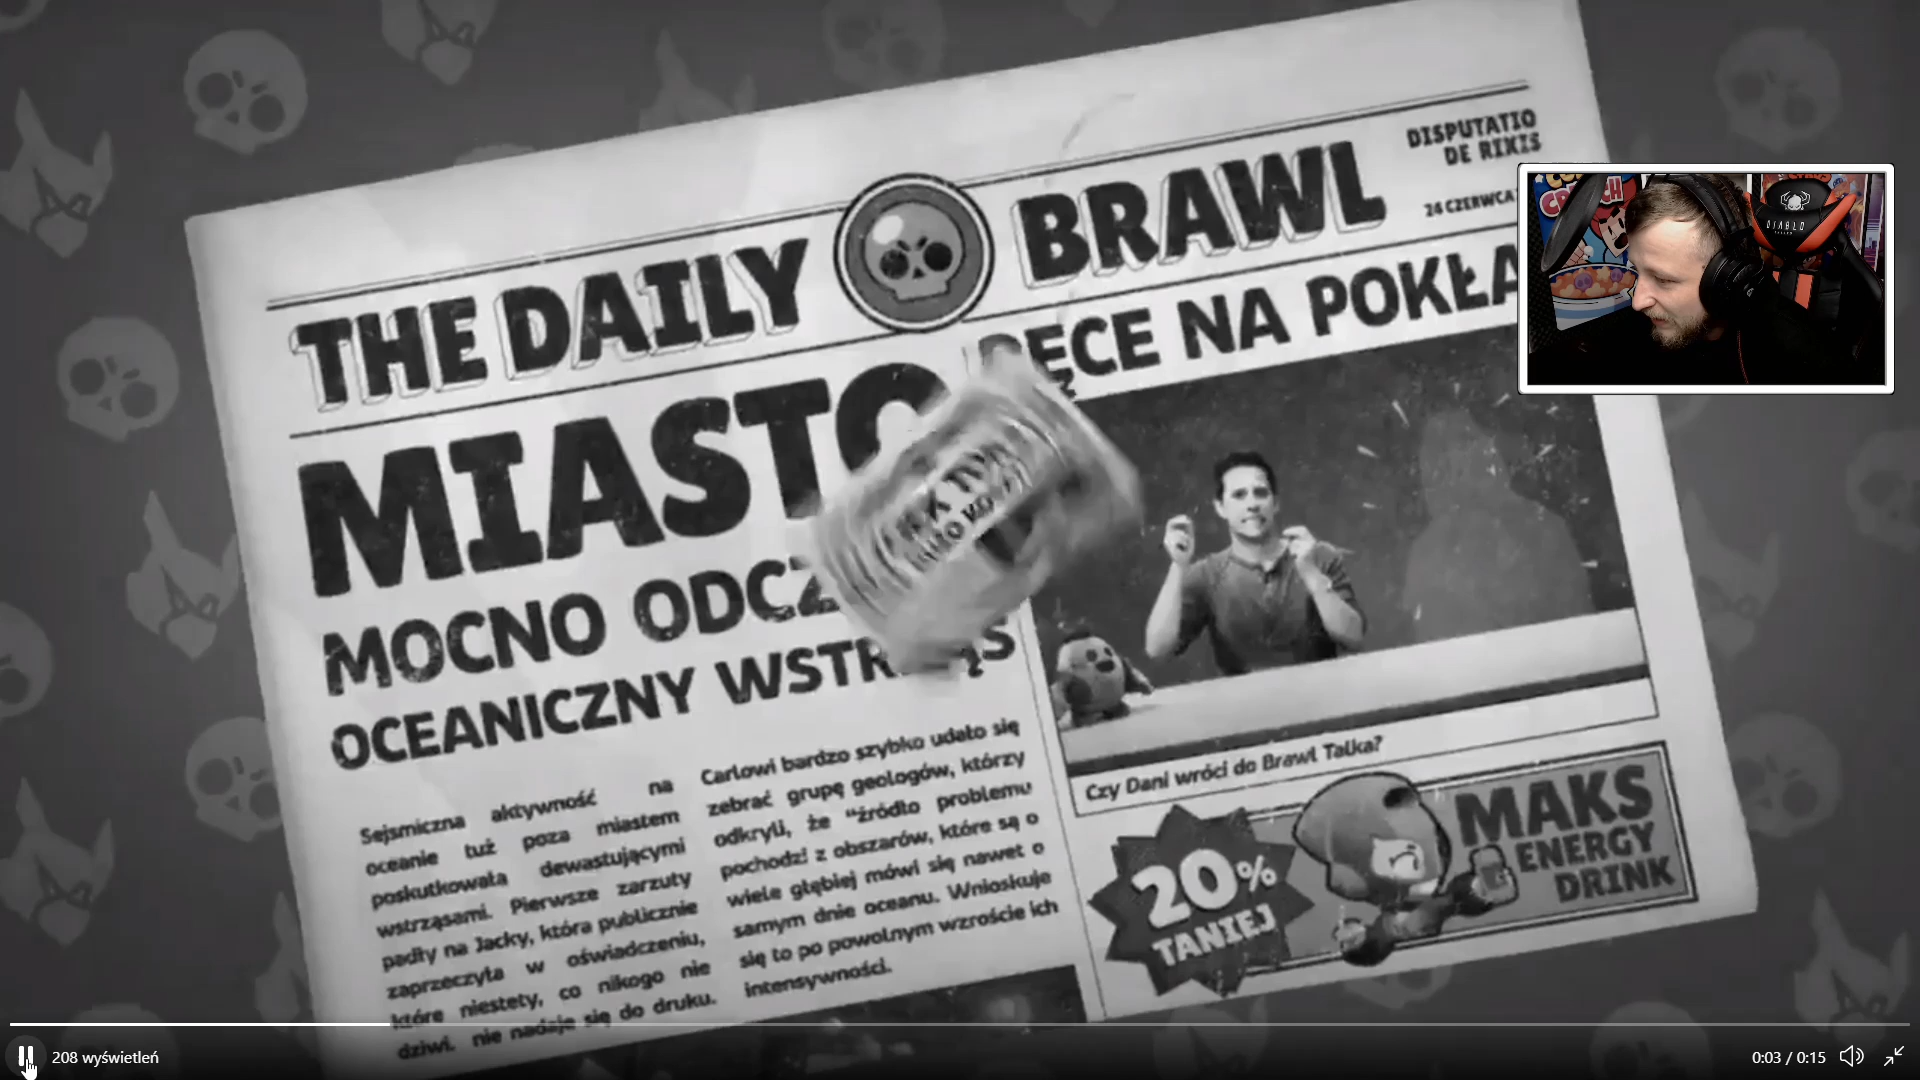 THE DAILY BRAWL
DISPUTATIO
DE RIXIS
24 CZERWCA
MIASTO
MOCNO
OCEANICZNY
ĘCE NA POKŁA
Sejsmiczna aktywność na
oceanie tuż poza miastem
poskutkowała dewastującymi
wstrząsami. Pierwsze zarzuty
padły na Jacky, która publicznie
zaprzeczyła w oświadczeniu,
które niestety, co nikogo nie
dziwi, nie nadaje się do druku.
Carlowi bardzo szybko udało się
zebrać grupę geologów, którzy
odkryli, że "źródło problemu
pochodzi z obszarów, które są o
wiele głębiej mówi się nawet o
samym dnie oceanu. Wnioskuje
się to po powolnym wzroście ich
intensywności.
Czy Dani wróci do Brawl Talka?
20%
TANIEJ
MAKS
ENERGY
DRINK
DIABLO
208 wyświetleń
0:03 / 0:15